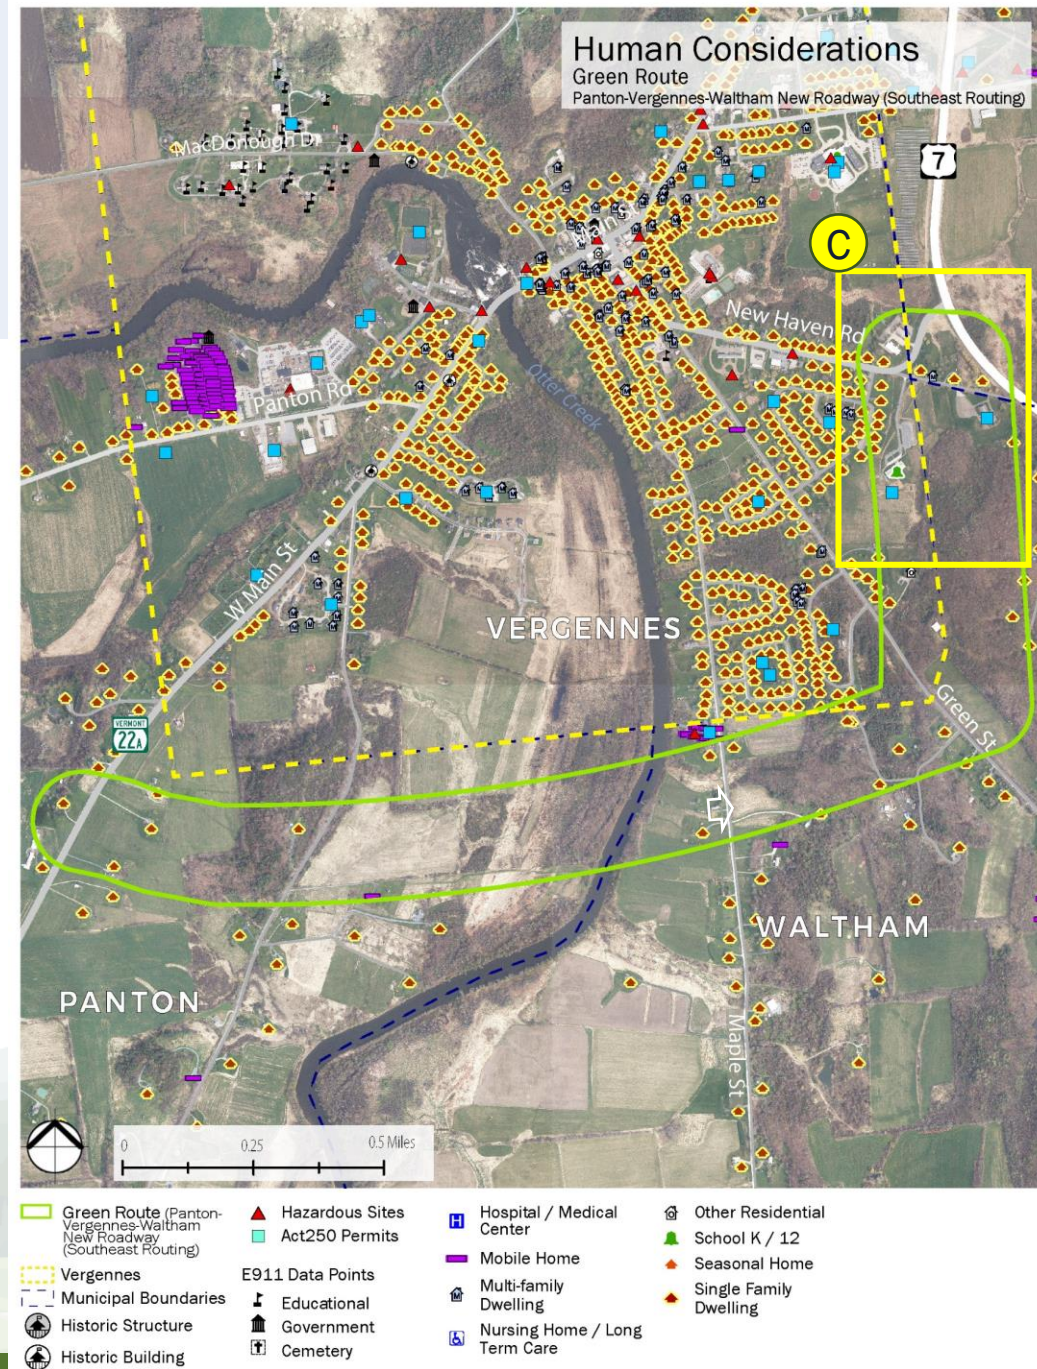 Human Considerations
Green Route
Panton-Vergennes-Waltham New Roadway (Southeast Routing)
MacDonough Dr
7
C
Main St
New Haven Rd
Otter Creek
Panton Rd
W Main St
VERGENNES
VERMONT
22A
Green St
WALTHAM
PANTON
Maple St
0
0.25
0.5 Miles
Green Route (Panton-
Vergennes-Waltham
New Roadway
(Southeast Routing)
Vergennes
Municipal Boundaries
Historic Structure
Historic Building
Hazardous Sites
Act250 Permits
E911 Data Points
Educational
Government
Cemetery
H
Hospital / Medical
Center
Mobile Home
M
Multi-family
Dwelling
Nursing Home / Long
Term Care
Other Residential
School K / 12
Seasonal Home
Single Family
Dwelling